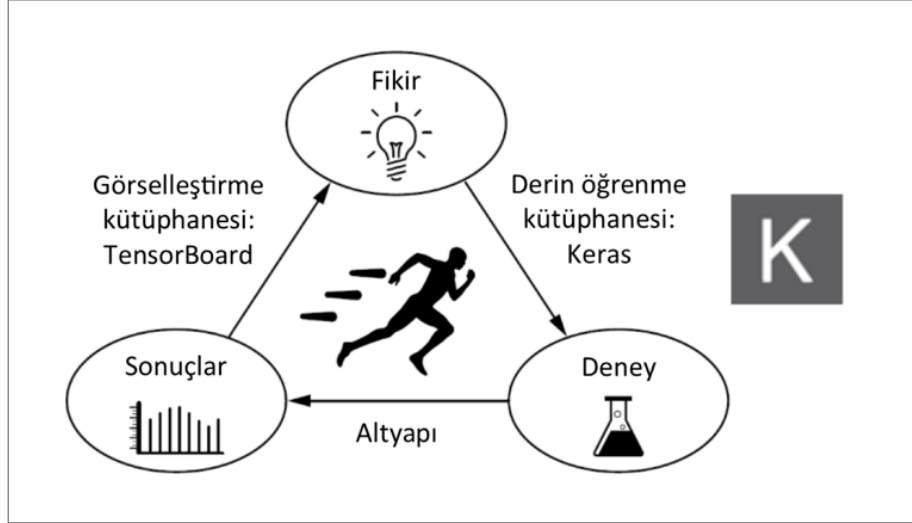 Fikir
Görselleştirme
kütüphanesi:
TensorBoard
Derin öğrenme
kütüphanesi:
Keras
K
Sonuçlar
Deney
Altyapı